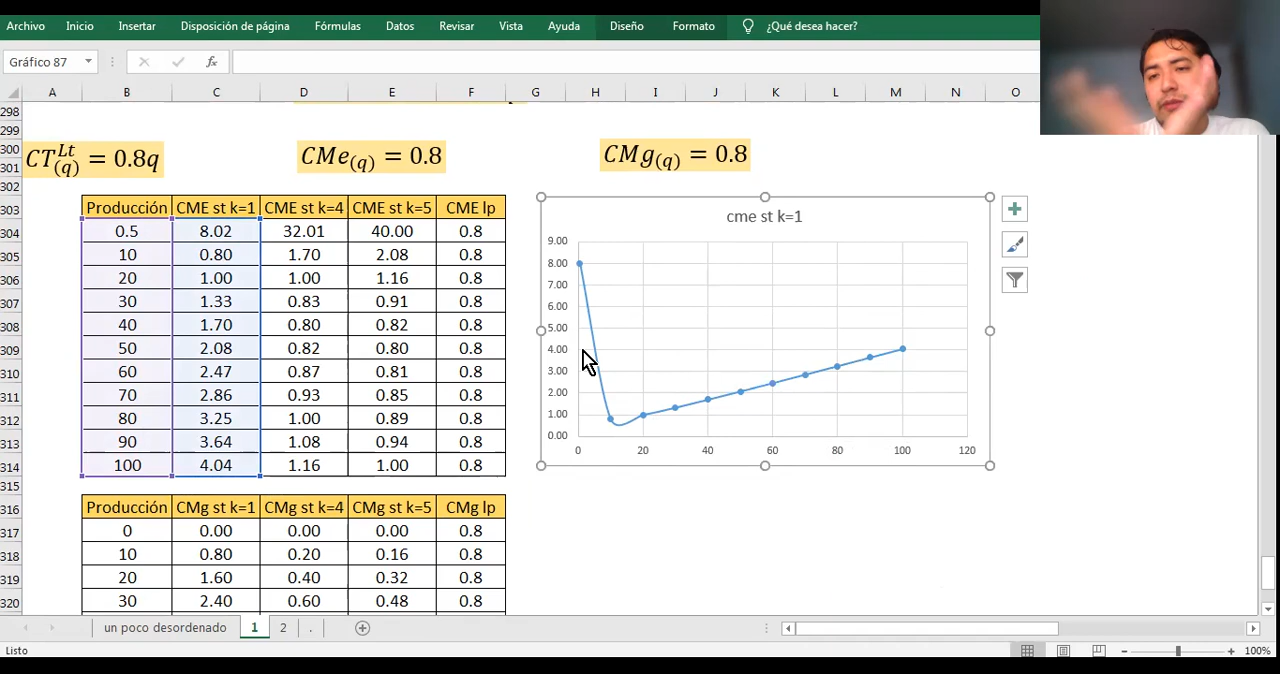 Archivo Inicio Insertar Disposición de página Fórmulas Datos Revisar Vista Ayuda Diseño Formato ¿Qué desea hacer?
Gráfico 87 fx
A B C D E F G H I J K L M N O
298
299
300
301
302
CT(q)^Lt = 0.8q CMe(q) = 0.8 CMg(q) = 0.8
303 Producción CME st k=1 CME st k=4 CME st k=5 CME lp
304 0.5 8.02 32.01 40.00 0.8
305 10 0.80 1.70 2.08 0.8
306 20 1.00 1.00 1.16 0.8
307 30 1.33 0.83 0.91 0.8
308 40 1.70 0.80 0.82 0.8
309 50 2.08 0.82 0.80 0.8
310 60 2.47 0.87 0.81 0.8
311 70 2.86 0.93 0.85 0.8
312 80 3.25 1.00 0.89 0.8
313 90 3.64 1.08 0.94 0.8
314 100 4.04 1.16 1.00 0.8
315
316 Producción CMg st k=1 CMg st k=4 CMg st k=5 CMg lp
317 0 0.00 0.00 0.00 0.8
318 10 0.80 0.20 0.16 0.8
319 20 1.60 0.40 0.32 0.8
320 30 2.40 0.60 0.48 0.8
cme st k=1
9.00
8.00
7.00
6.00
5.00
4.00
3.00
2.00
1.00
0.00
0 20 40 60 80 100 120
un poco desordenado 1 2 .
Listo 100%